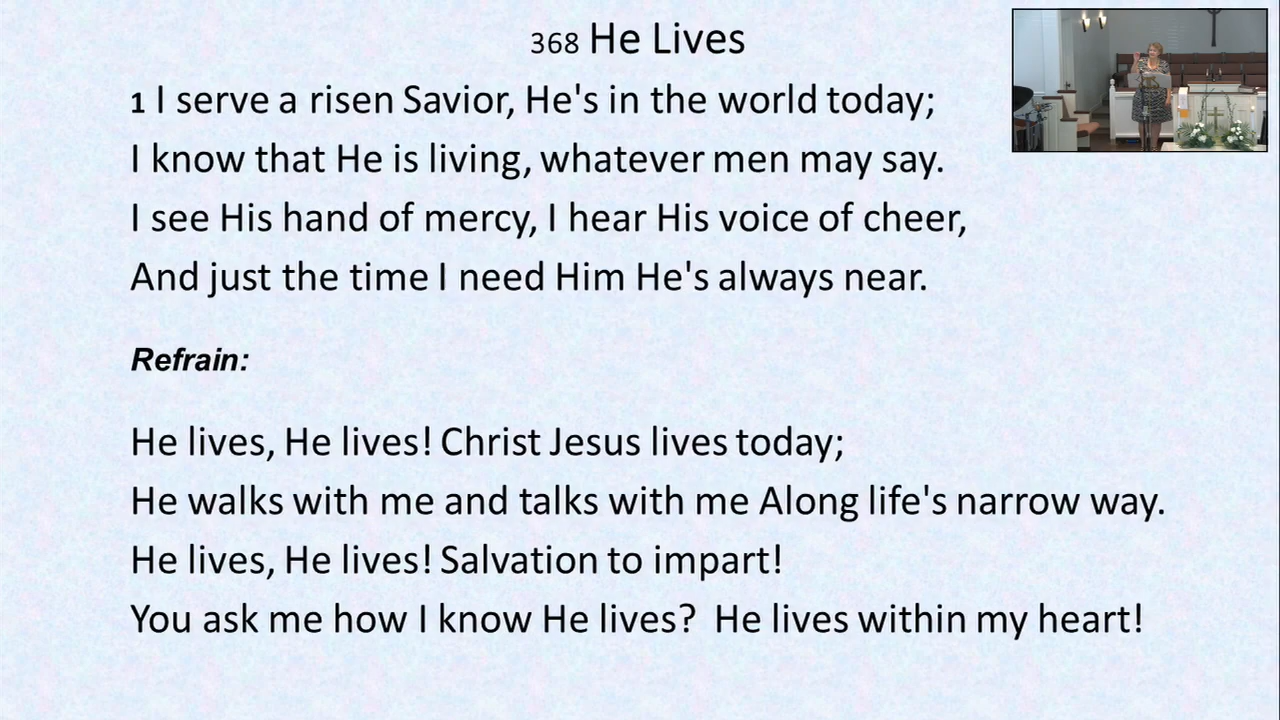 368 He Lives
1 I serve a risen Savior, He's in the world today;
I know that He is living, whatever men may say.
I see His hand of mercy, I hear His voice of cheer,
And just the time I need Him He's always near.
Refrain:
He lives, He lives! Christ Jesus lives today;
He walks with me and talks with me Along life's narrow way.
He lives, He lives! Salvation to impart!
You ask me how I know He lives?  He lives within my heart!